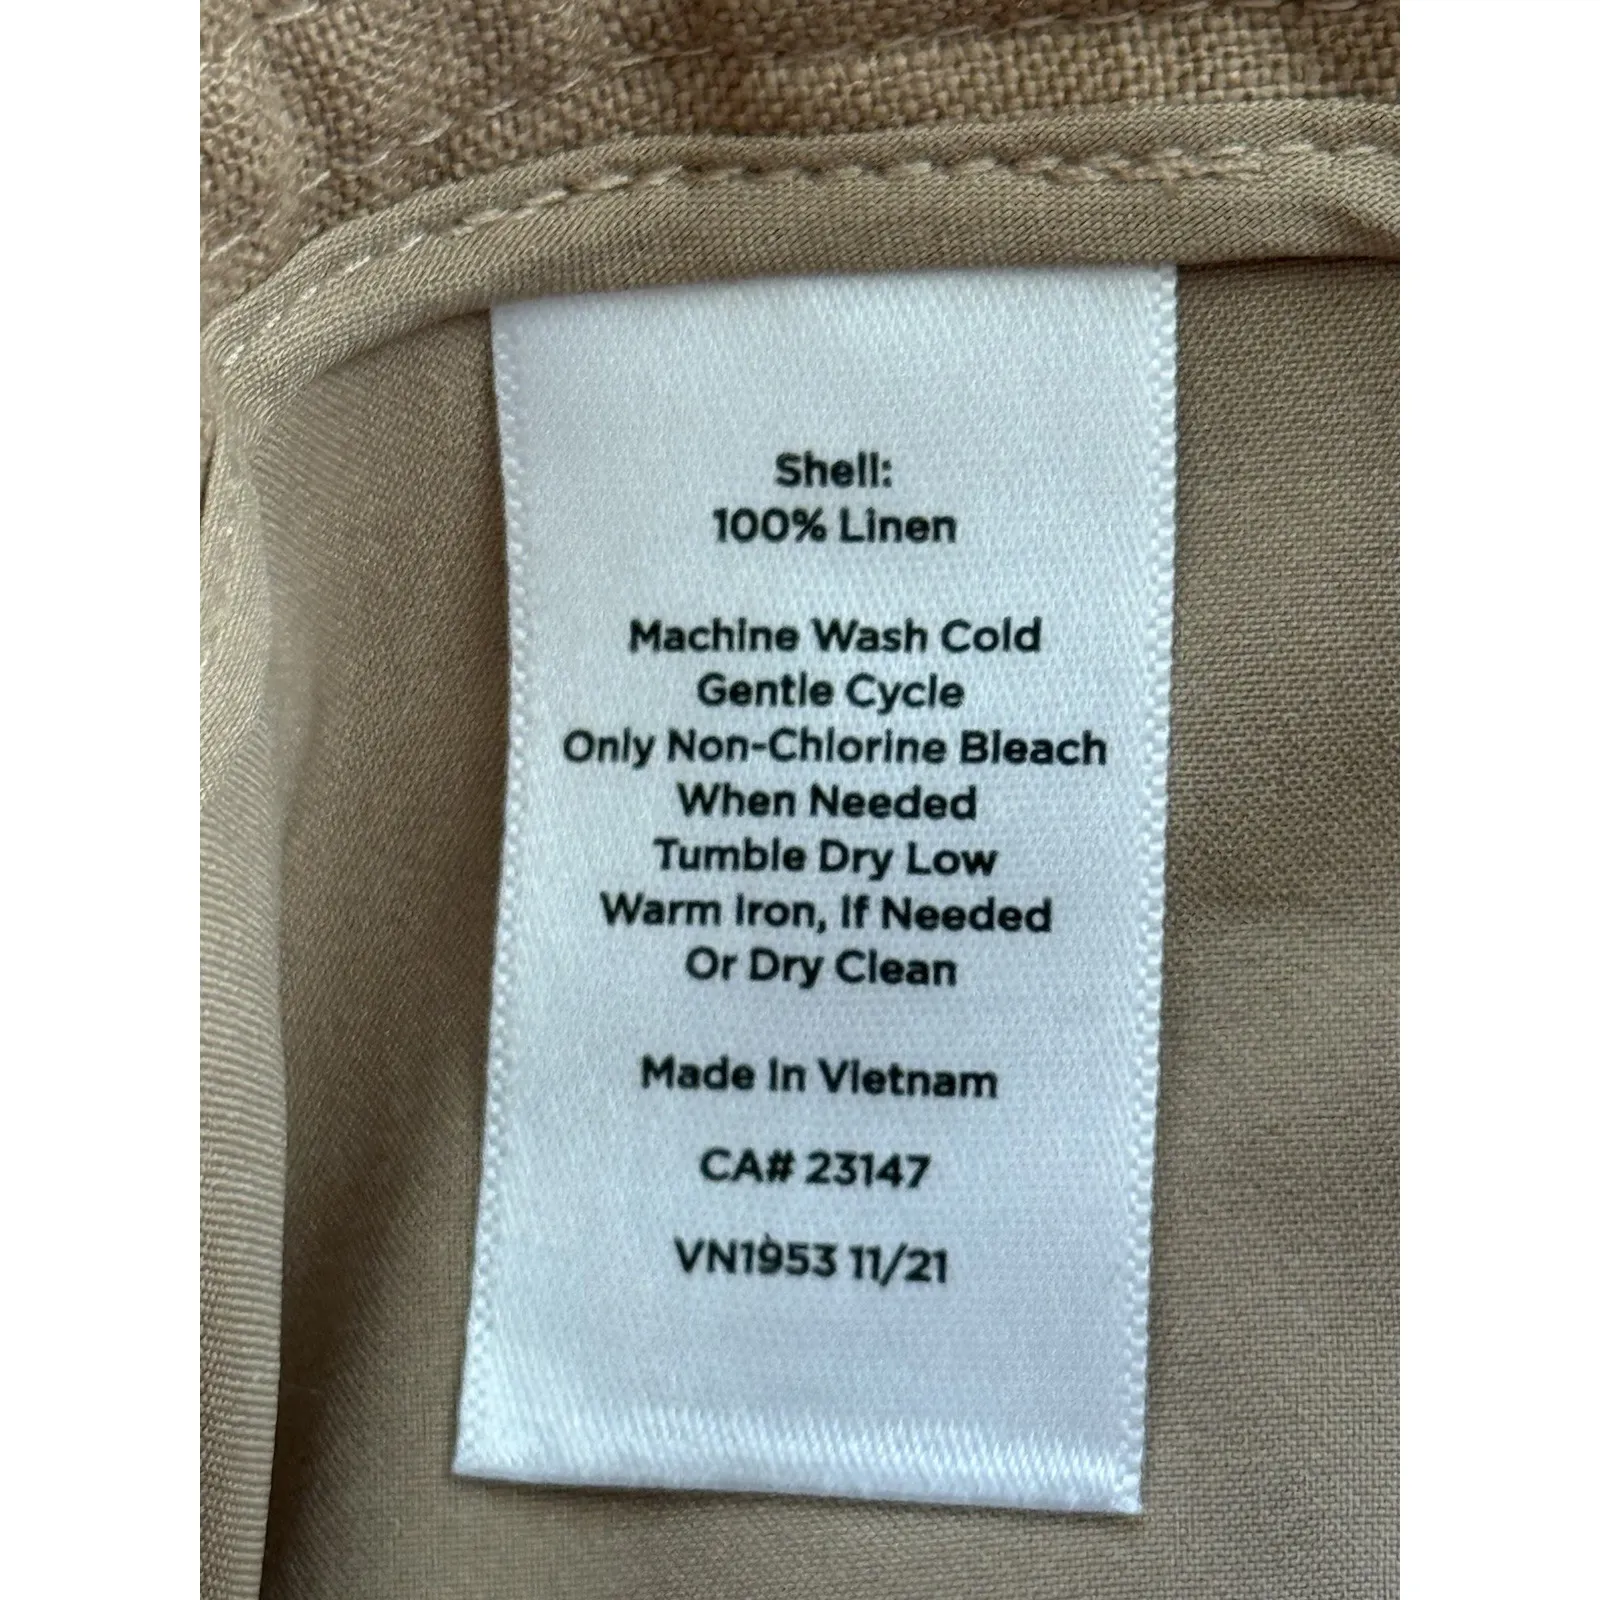 Shell:
100% Linen
Machine Wash Cold
Gentle Cycle
Only Non-Chlorine Bleach
When Needed
Tumble Dry Low
Warm Iron, If Needed
Or Dry Clean
Made In Vietnam
CA# 23147
VN1953 11/21